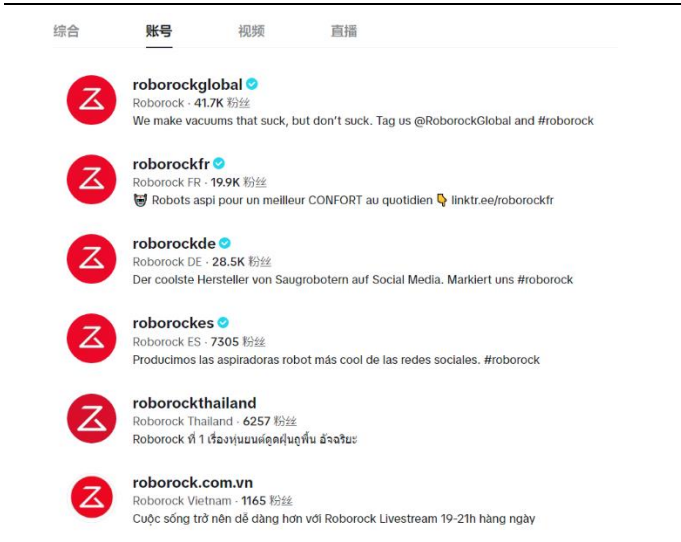 综合 账号 视频 直播
roborockglobal
Roborock · 41.7K 粉丝
We make vacuums that suck, but don't suck. Tag us @RoborockGlobal and #roborock
roborockfr
Roborock FR · 19.9K 粉丝
😻 Robots aspi pour un meilleur CONFORT au quotidien 👇 linktr.ee/roborockfr
roborockde
Roborock DE · 28.5K 粉丝
Der coolste Hersteller von Saugrobotern auf Social Media. Markiert uns #roborock
roborockes
Roborock ES · 7305 粉丝
Producimos las aspiradoras robot más cool de las redes sociales. #roborock
roborockthailand
Roborock Thailand · 6257 粉丝
Roborock ที่ 1 เรื่องหุ่นยนต์ดูดฝุ่นถูพื้น อัจฉริยะ
roborock.com.vn
Roborock Vietnam · 1165 粉丝
Cuộc sống trở nên dễ dàng hơn với Roborock Livestream 19-21h hàng ngày